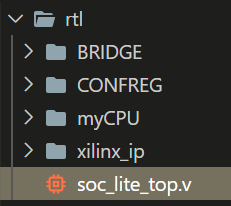 rtl
BRIDGE
CONFREG
myCPU
xilinx_ip
soc_lite_top.v